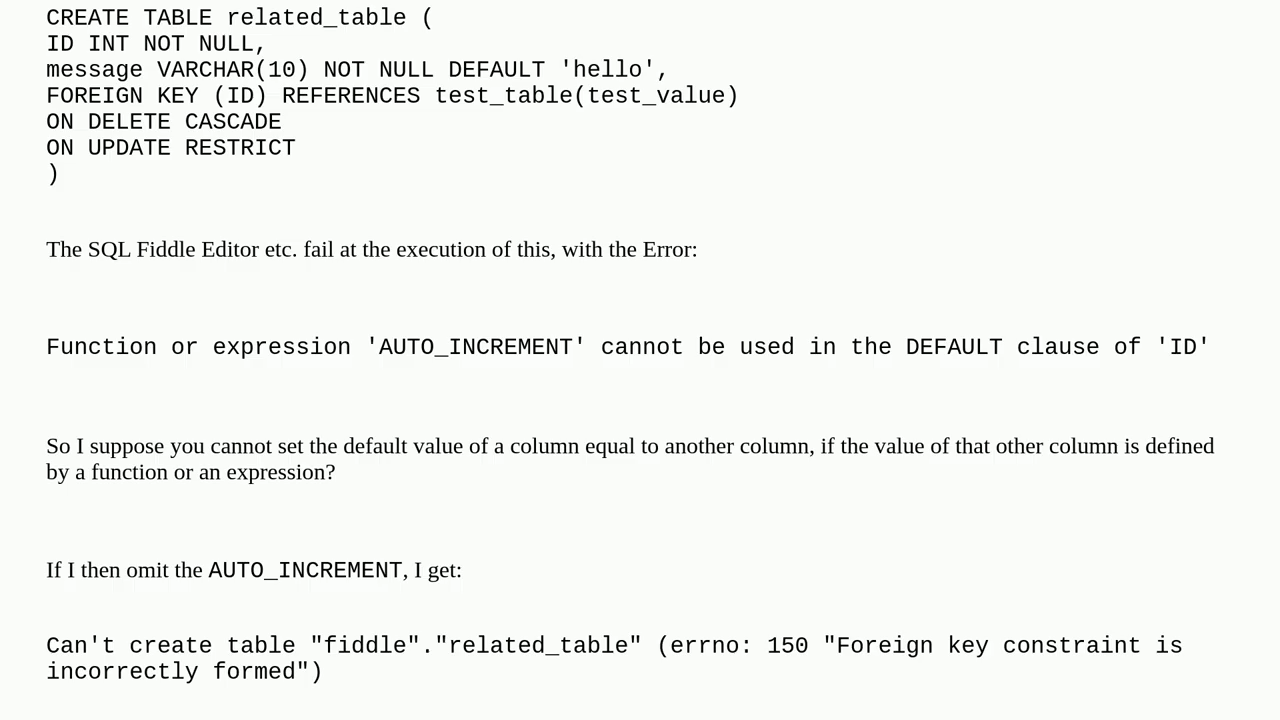 CREATE TABLE related_table (
ID INT NOT NULL,
message VARCHAR(10) NOT NULL DEFAULT 'hello',
FOREIGN KEY (ID) REFERENCES test_table(test_value)
ON DELETE CASCADE
ON UPDATE RESTRICT
)
The SQL Fiddle Editor etc. fail at the execution of this, with the Error:
Function or expression 'AUTO_INCREMENT' cannot be used in the DEFAULT clause of 'ID'
So I suppose you cannot set the default value of a column equal to another column, if the value of that other column is defined
by a function or an expression?
If I then omit the AUTO_INCREMENT, I get:
Can't create table "fiddle"."related_table" (errno: 150 "Foreign key constraint is
incorrectly formed")